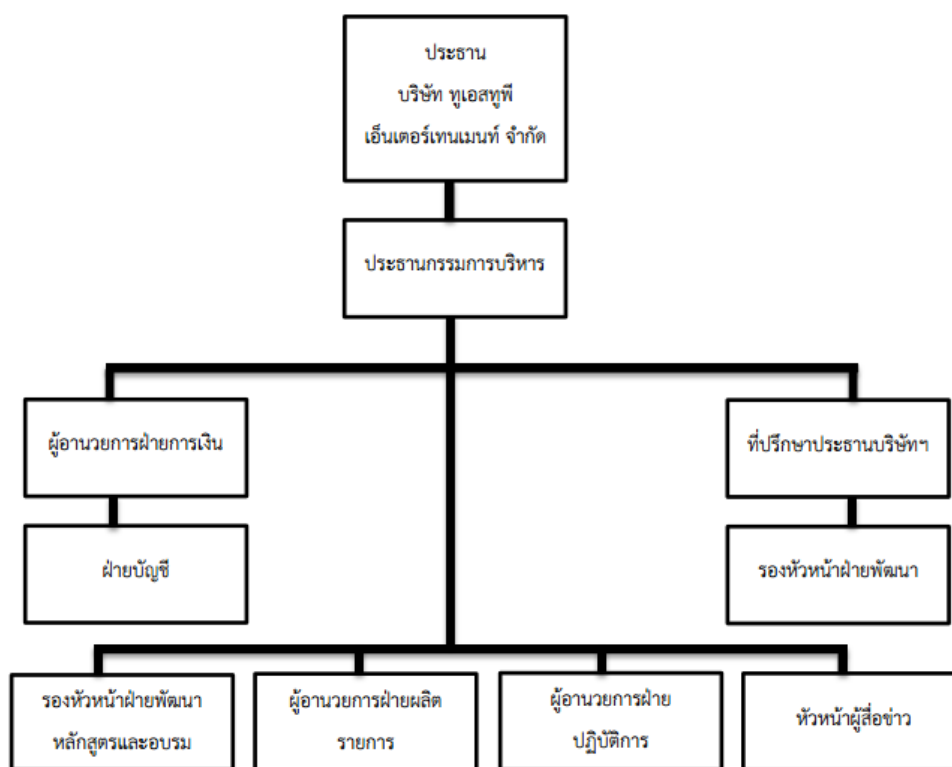 ประธาน
บริษัท ทูเอสทูพี
เอ็นเตอร์เทนเมนท์ จำกัด
ประธานกรรมการบริหาร
ผู้อานวยการฝ่ายการเงิน
ที่ปรึกษาประธานบริษัทฯ
ฝ่ายบัญชี
รองหัวหน้าฝ่ายพัฒนา
รองหัวหน้าฝ่ายพัฒนา
หลักสูตรและอบรม
ผู้อานวยการฝ่ายผลิต
รายการ
ผู้อานวยการฝ่าย
ปฏิบัติการ
หัวหน้าผู้สื่อข่าว